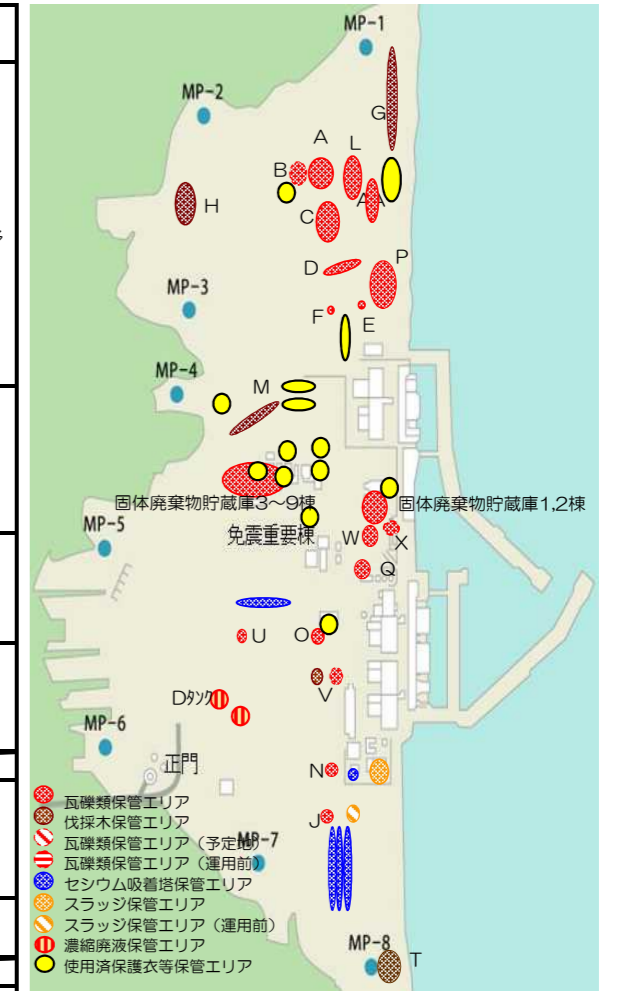 MP-1
MP-2
G
A
L
B
AA
H
C
D
P
MP-3
F
E
MP-4
M
固体廃棄物貯蔵庫3～9棟
固体廃棄物貯蔵庫1,2棟
MP-5
免震重要棟
W
X
Q
U
O
V
Dタンク
MP-6
正門
N
J
瓦礫類保管エリア
伐採木保管エリア
瓦礫類保管エリア（予定地）
MP-7
瓦礫類保管エリア（運用前）
セシウム吸着塔保管エリア
スラッジ保管エリア
スラッジ保管エリア（運用前）
濃縮廃液保管エリア
使用済保護衣等保管エリア
MP-8
T